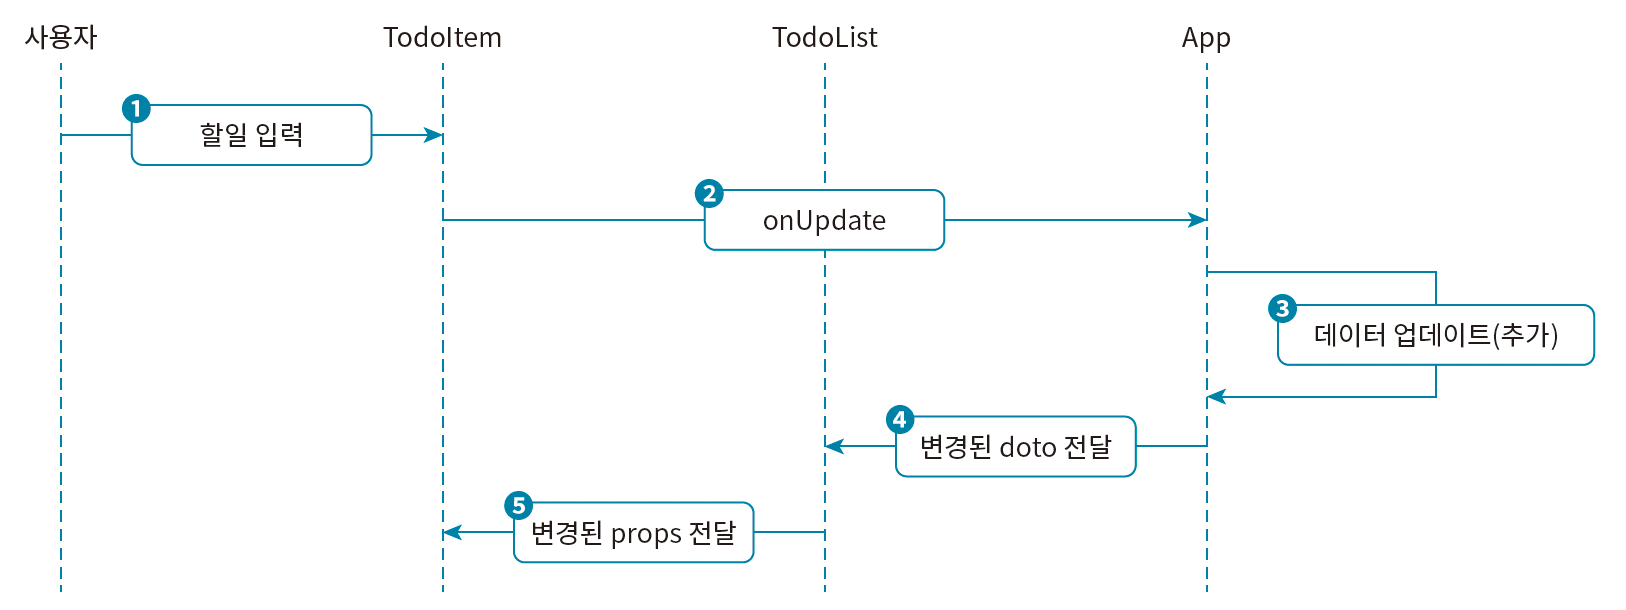 사용자 TodoItem TodoList App
1 할일 입력
2 onUpdate
3 데이터 업데이트(추가)
4 변경된 doto 전달
5 변경된 props 전달